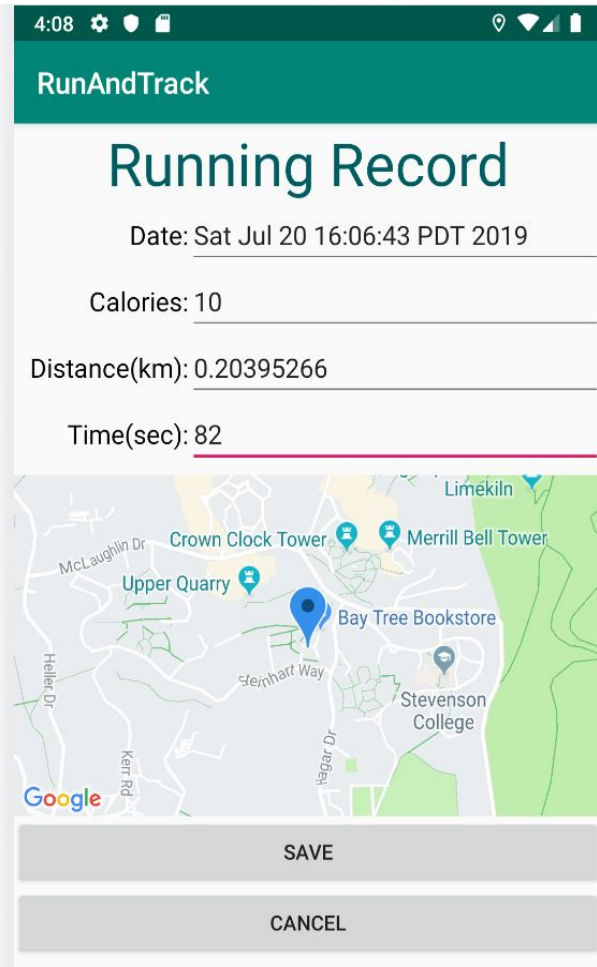 4:08
RunAndTrack
Running Record
Date: Sat Jul 20 16:06:43 PDT 2019
Calories: 10
Distance(km): 0.20395266
Time(sec): 82
Limekiln
Crown Clock Tower
Merrill Bell Tower
McLaughlin Dr
Upper Quarry
Bay Tree Bookstore
Heller Dr
Steinhart Way
Stevenson
College
Hagar Dr
Kerr Rd
Google
SAVE
CANCEL